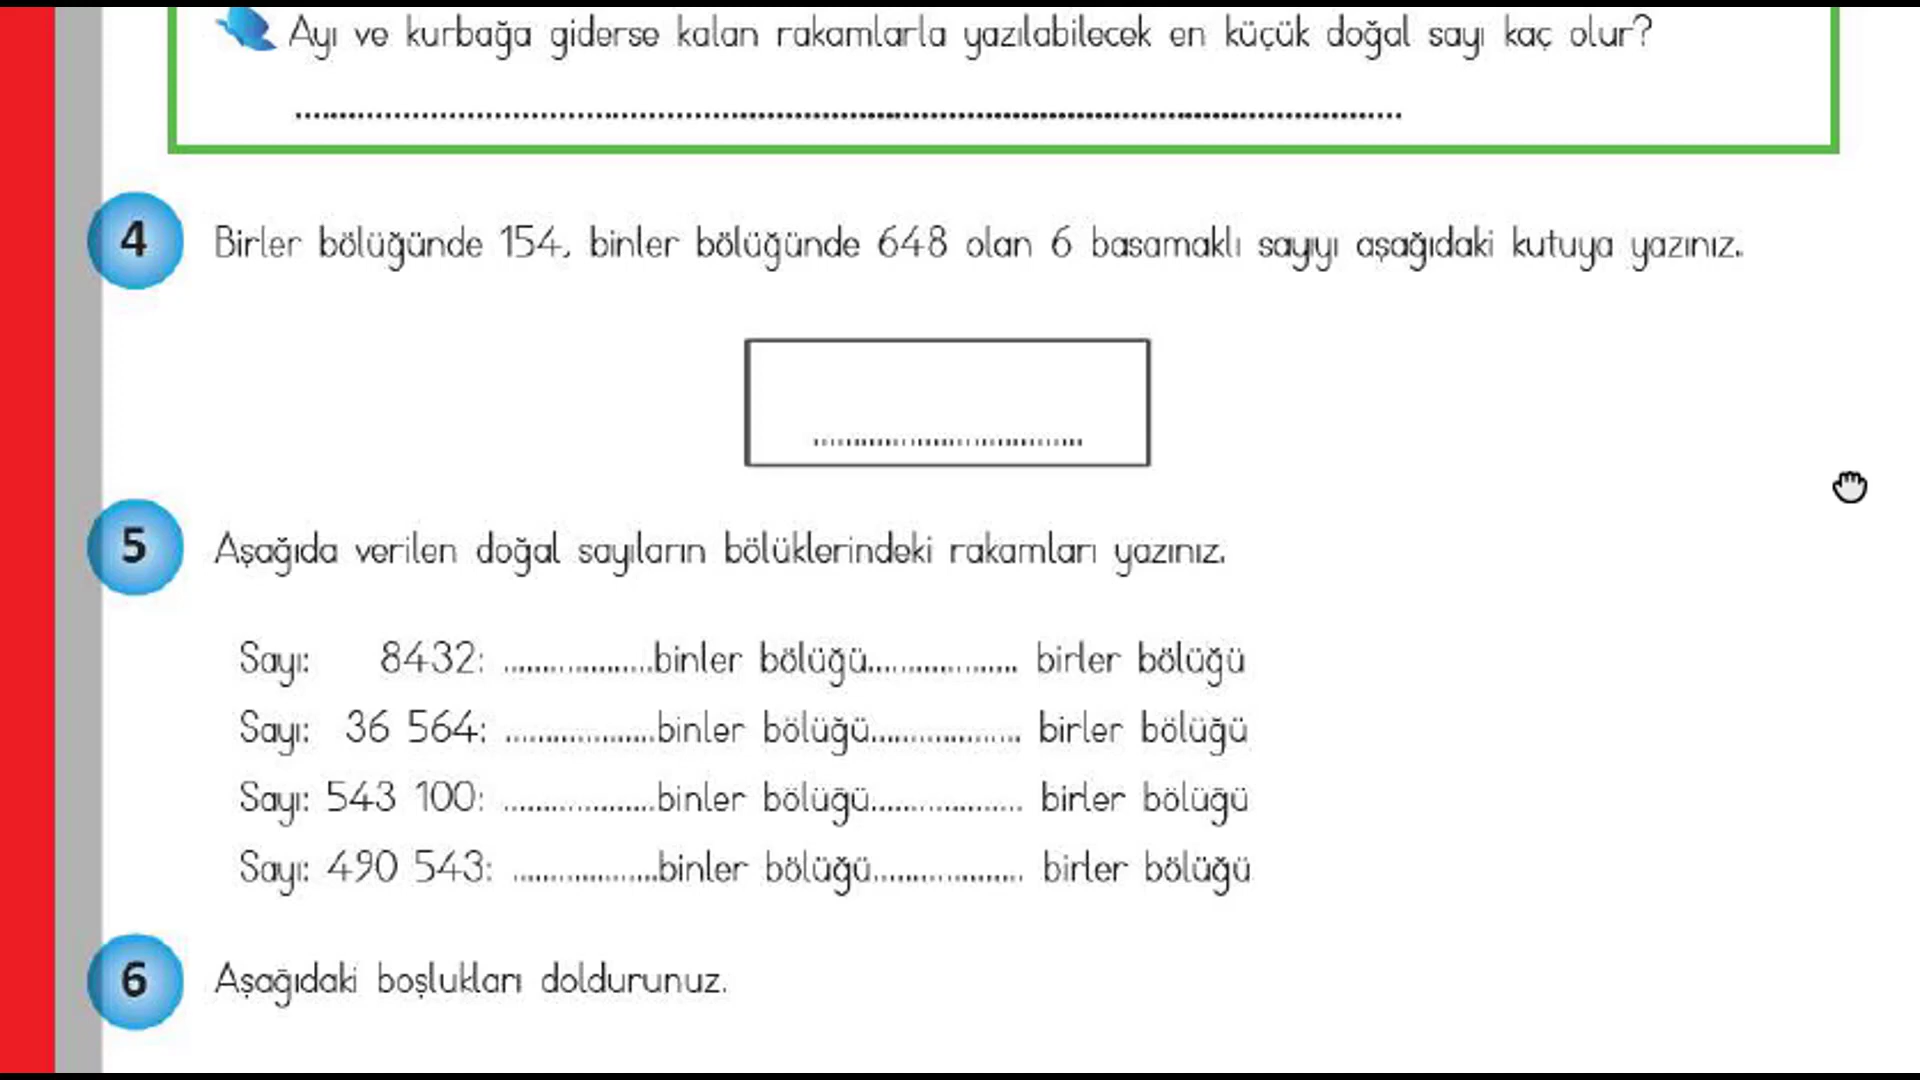 Ayı ve kurbağa giderse kalan rakamlarla yazılabilecek en küçük doğal sayı kaç olur?
4 Birler bölüğünde 154, binler bölüğünde 648 olan 6 basamaklı sayıyı aşağıdaki kutuya yazınız.
5 Aşağıda verilen doğal sayıların bölüklerindeki rakamları yazınız.
Sayı: 8432: ...................binler bölüğü................... birler bölüğü
Sayı: 36 564: ...................binler bölüğü................... birler bölüğü
Sayı: 543 100: ...................binler bölüğü................... birler bölüğü
Sayı: 490 543: ...................binler bölüğü................... birler bölüğü
6 Aşağıdaki boşlukları doldurunuz.